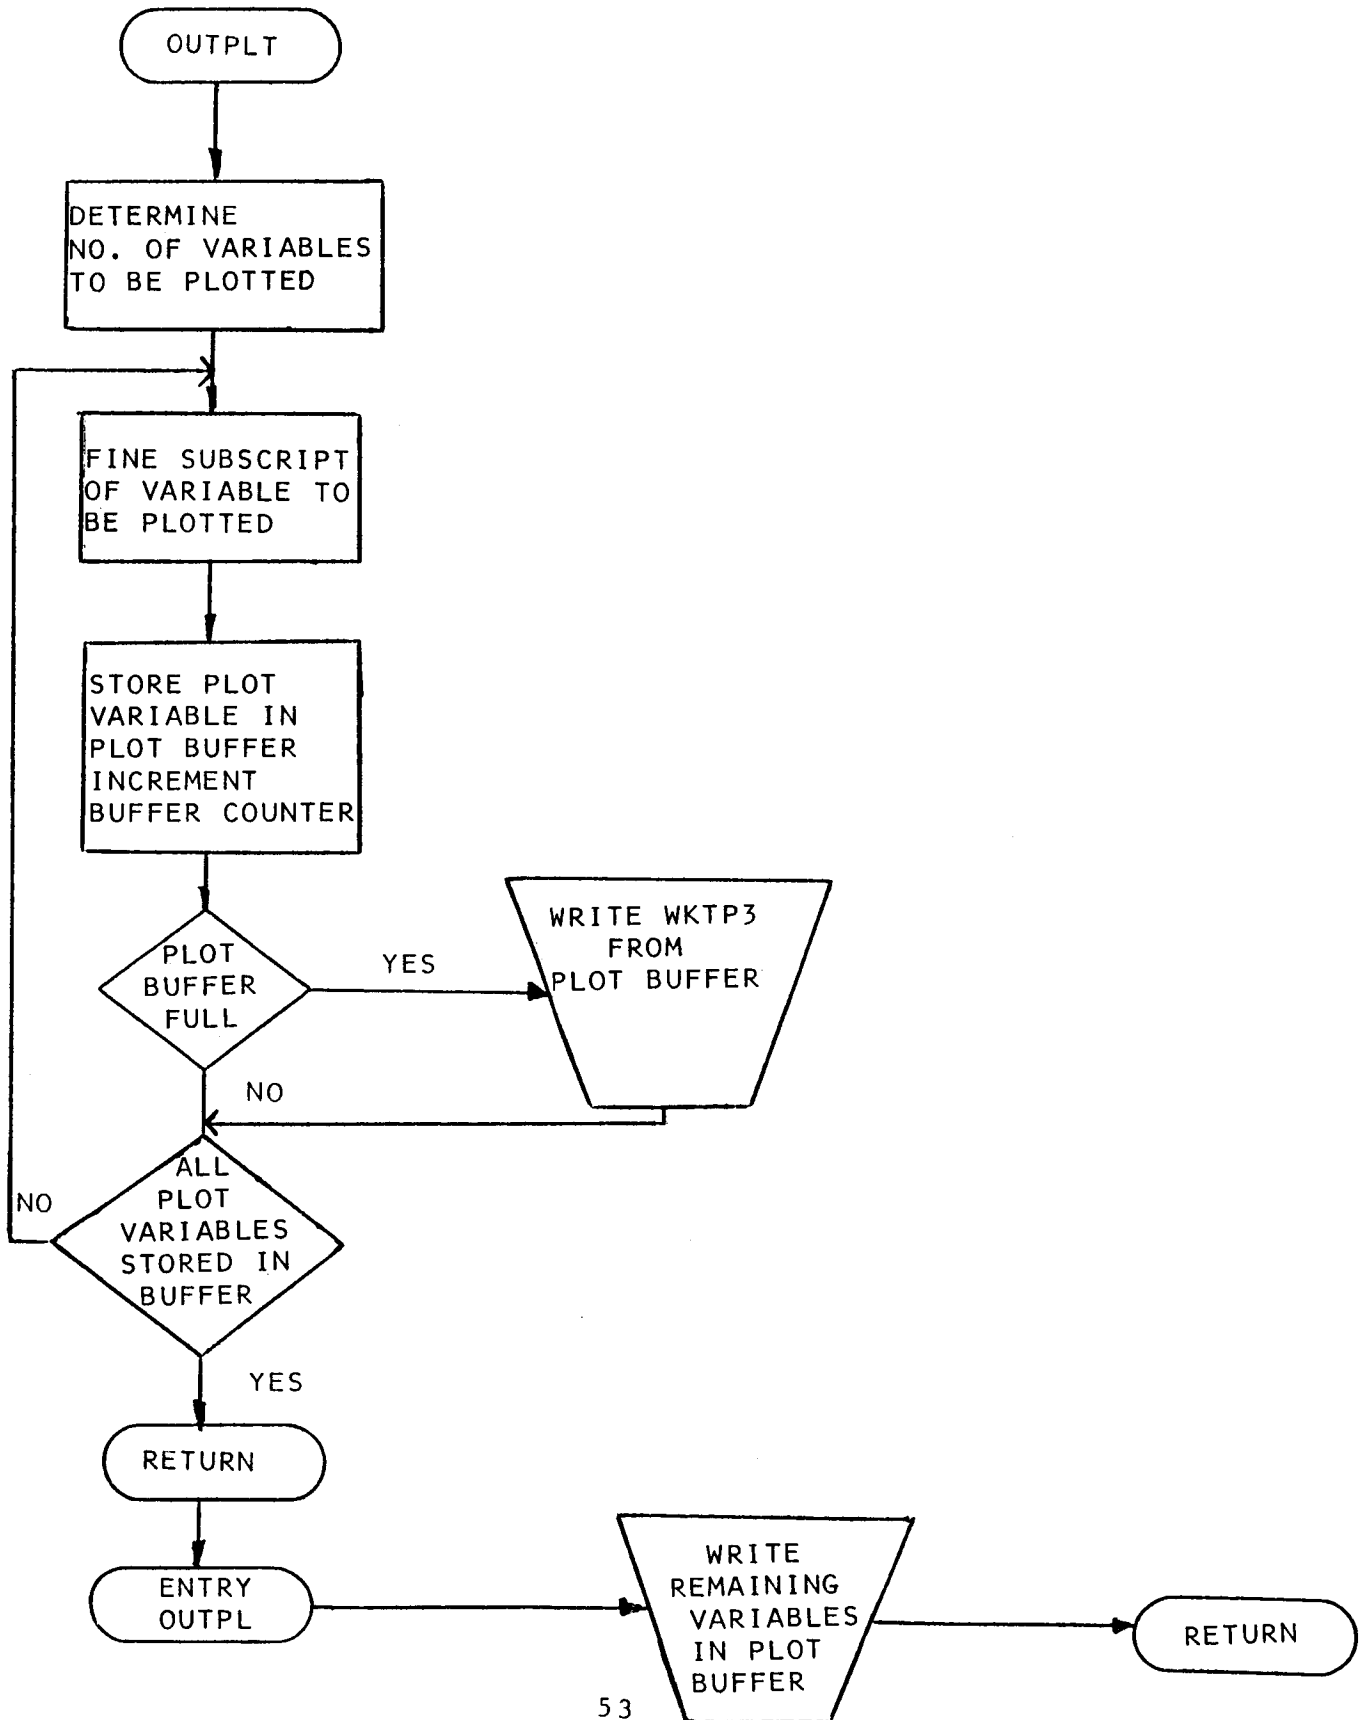 OUTPLT
DETERMINE
NO. OF VARIABLES
TO BE PLOTTED
FINE SUBSCRIPT
OF VARIABLE TO
BE PLOTTED
STORE PLOT
VARIABLE IN
PLOT BUFFER
INCREMENT
BUFFER COUNTER
PLOT
BUFFER
FULL
YES
WRITE WKTP3
FROM
PLOT BUFFER
NO
ALL
PLOT
VARIABLES
STORED IN
BUFFER
NO
YES
RETURN
ENTRY
OUTPL
WRITE
REMAINING
VARIABLES
IN PLOT
BUFFER
RETURN
53